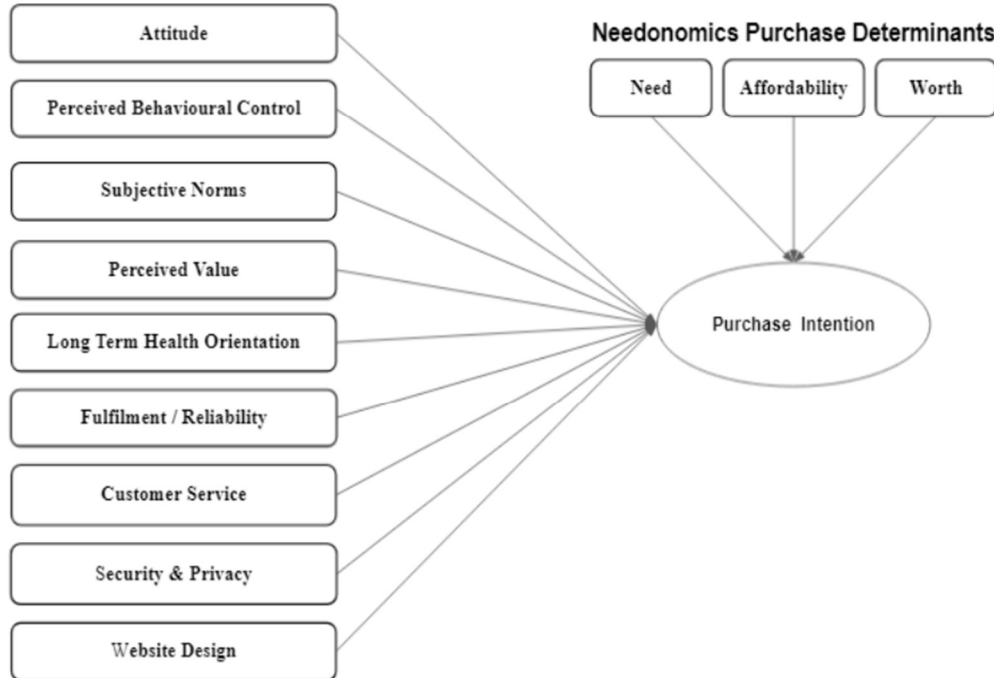 Attitude
Perceived Behavioural Control
Subjective Norms
Perceived Value
Long Term Health Orientation
Fulfilment / Reliability
Customer Service
Security & Privacy
Website Design
Needonomics Purchase Determinants
Need
Affordability
Worth
Purchase Intention